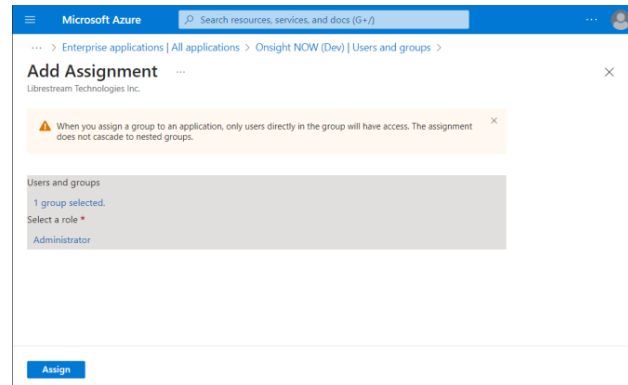 Microsoft Azure
Search resources, services, and docs (G+/)
...
... > Enterprise applications | All applications > Onsight NOW (Dev) | Users and groups >
Add Assignment ...
Librestream Technologies Inc.
When you assign a group to an application, only users directly in the group will have access. The assignment
does not cascade to nested groups.
Users and groups
1 group selected.
Select a role *
Administrator
Assign